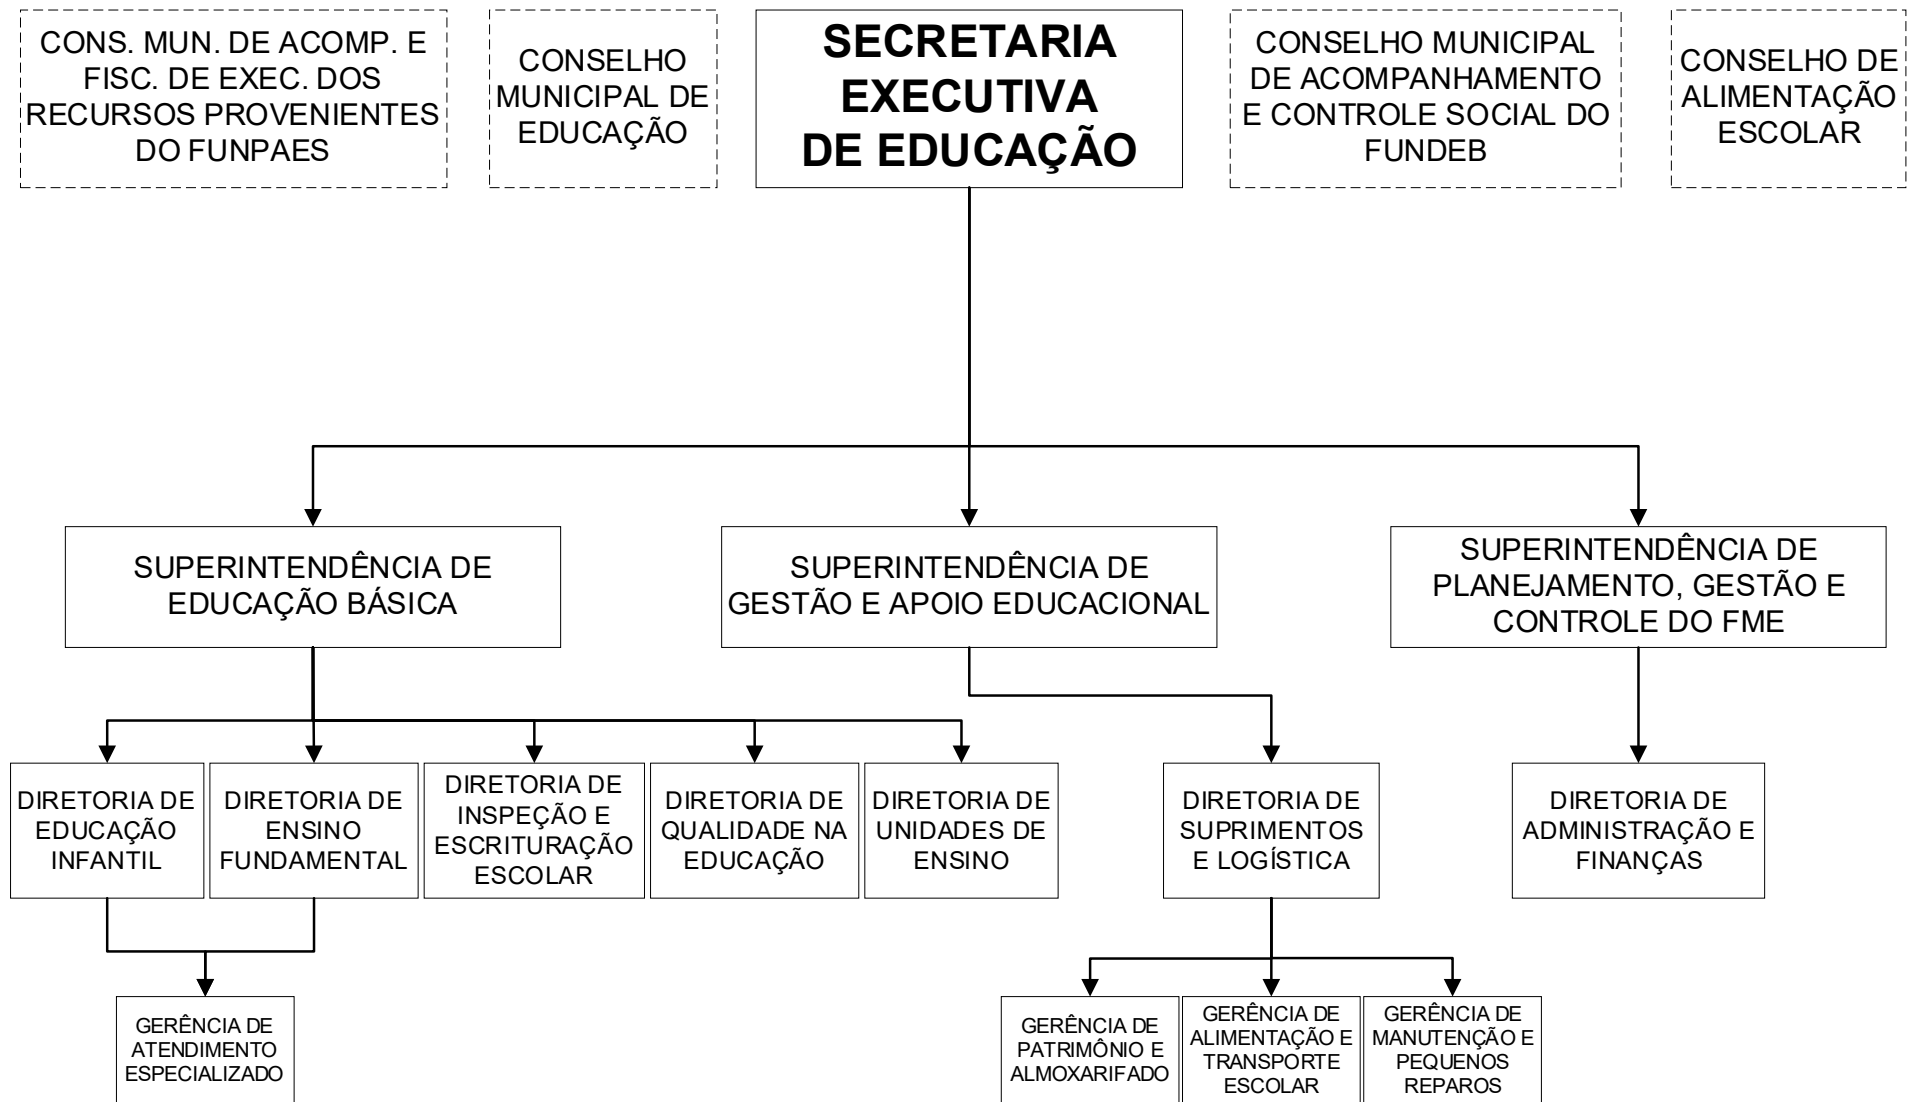 CONS. MUN. DE ACOMP. E
FISC. DE EXEC. DOS
RECURSOS PROVENIENTES
DO FUNPAES
CONSELHO
MUNICIPAL DE
EDUCAÇÃO
SECRETARIA
EXECUTIVA
DE EDUCAÇÃO
CONSELHO MUNICIPAL
DE ACOMPANHAMENTO
E CONTROLE SOCIAL DO
FUNDEB
CONSELHO DE
ALIMENTAÇÃO
ESCOLAR
SUPERINTENDÊNCIA DE
EDUCAÇÃO BÁSICA
SUPERINTENDÊNCIA DE
GESTÃO E APOIO EDUCACIONAL
SUPERINTENDÊNCIA DE
PLANEJAMENTO, GESTÃO E
CONTROLE DO FME
DIRETORIA DE
EDUCAÇÃO
INFANTIL
DIRETORIA DE
ENSINO
FUNDAMENTAL
DIRETORIA DE
INSPEÇÃO E
ESCRITURAÇÃO
ESCOLAR
DIRETORIA DE
QUALIDADE NA
EDUCAÇÃO
DIRETORIA DE
UNIDADES DE
ENSINO
DIRETORIA DE
SUPRIMENTOS
E LOGÍSTICA
DIRETORIA DE
ADMINISTRAÇÃO E
FINANÇAS
GERÊNCIA DE
ATENDIMENTO
ESPECIALIZADO
GERÊNCIA DE
PATRIMÔNIO E
ALMOXARIFADO
GERÊNCIA DE
ALIMENTAÇÃO E
TRANSPORTE
ESCOLAR
GERÊNCIA DE
MANUTENÇÃO E
PEQUENOS
REPAROS